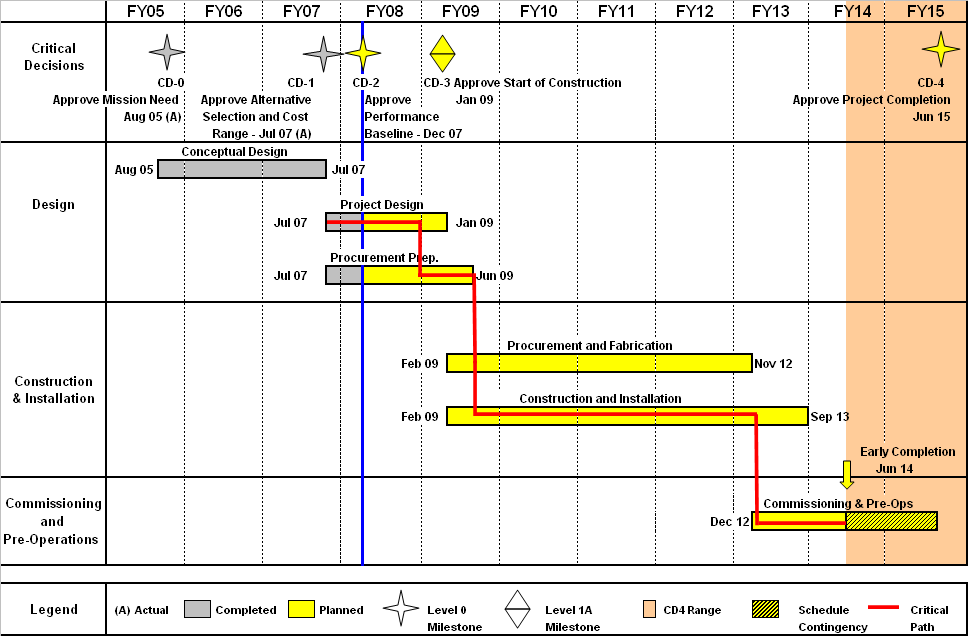 FY05 FY06 FY07 FY08 FY09 FY10 FY11 FY12 FY13 FY14 FY15
Critical
Decisions
CD-0
Approve Mission Need
Aug 05 (A)
CD-1
Approve Alternative
Selection and Cost
Range - Jul 07 (A)
CD-2
Approve
Performance
Baseline - Dec 07
CD-3 Approve Start of Construction
Jan 09
CD-4
Approve Project Completion
Jun 15
Design
Conceptual Design
Aug 05 Jul 07
Project Design
Jul 07 Jan 09
Procurement Prep.
Jul 07 Jun 09
Construction
& Installation
Procurement and Fabrication
Feb 09 Nov 12
Construction and Installation
Feb 09 Sep 13
Early Completion
Jun 14
Commissioning
and
Pre-Operations
Commissioning & Pre-Ops
Dec 12
Legend
(A) Actual
Completed
Planned
Level 0
Milestone
Level 1A
Milestone
CD4 Range
Schedule
Contingency
Critical
Path